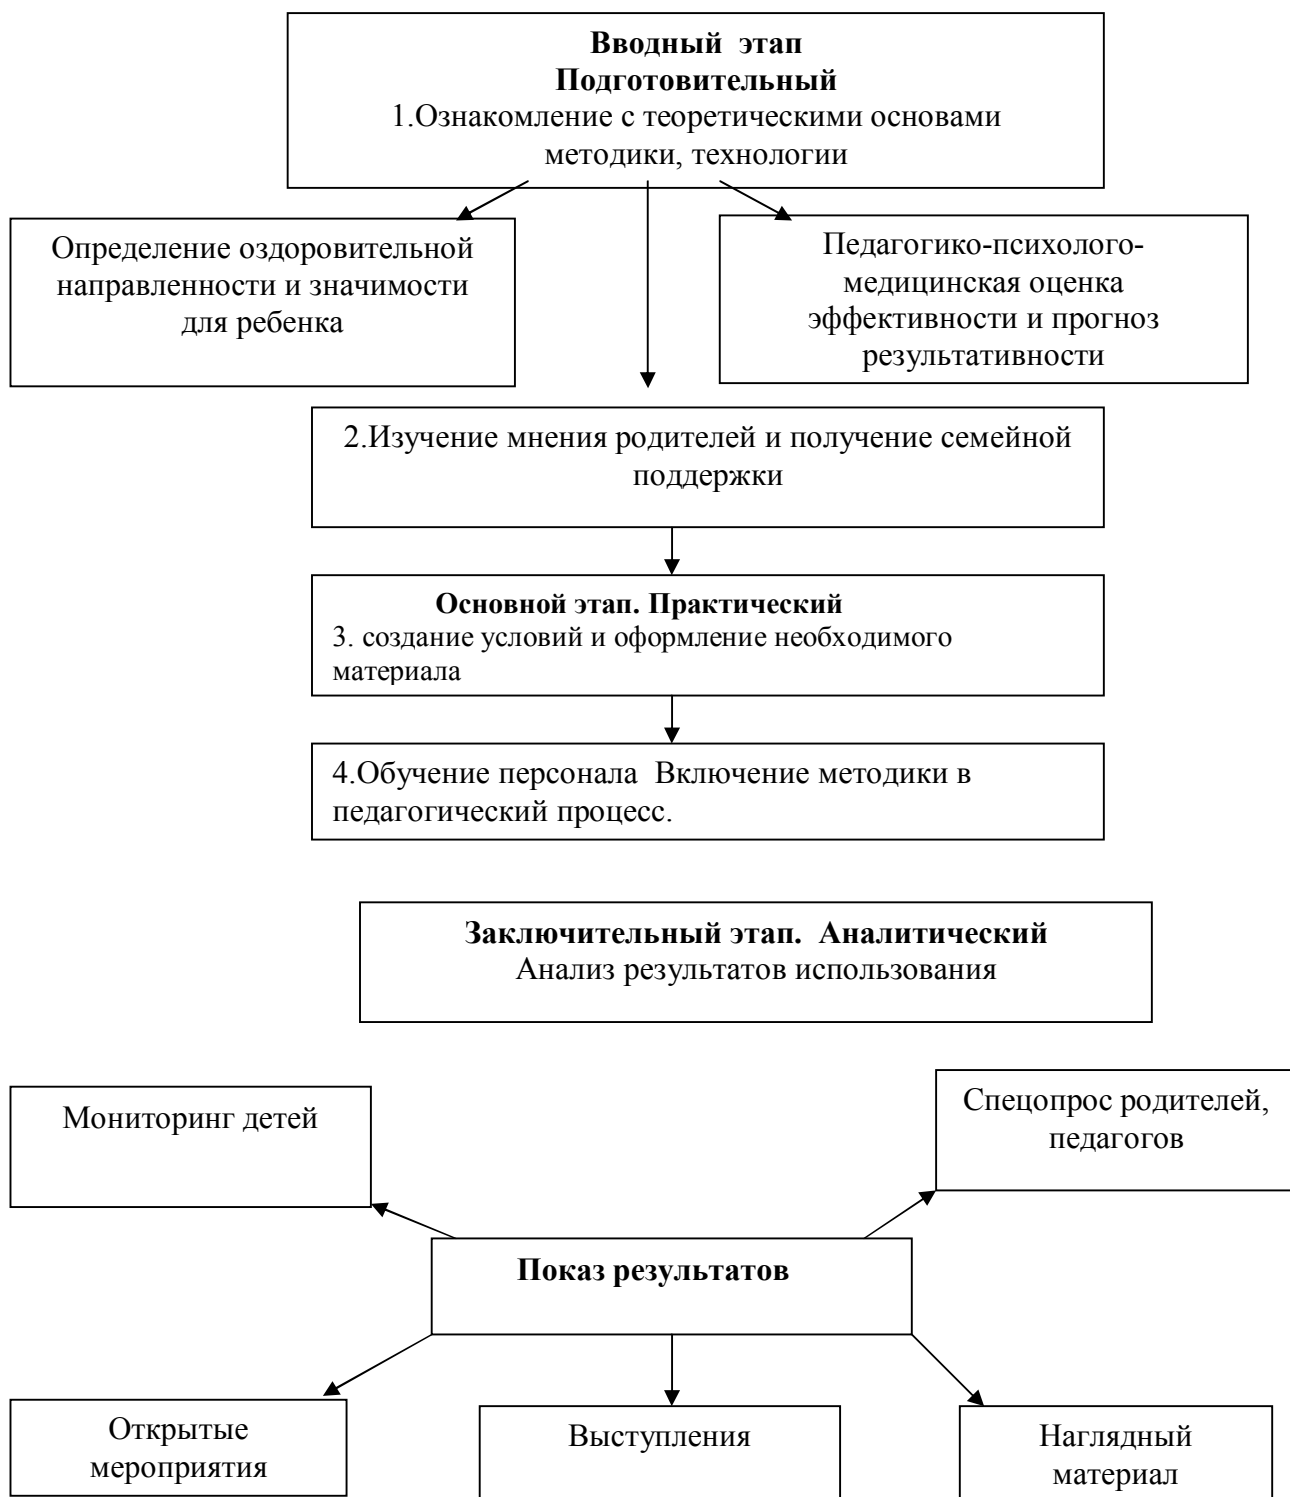 Вводный этап
Подготовительный
1.Ознакомление с теоретическими основами
методики, технологии
Определение оздоровительной
направленности и значимости
для ребенка
Педагогико-психолого-
медицинская оценка
эффективности и прогноз
результативности
2.Изучение мнения родителей и получение семейной
поддержки
Основной этап. Практический
3. создание условий и оформление необходимого
материала
4.Обучение персонала Включение методики в
педагогический процесс.
Заключительный этап. Аналитический
Анализ результатов использования
Мониторинг детей
Спецопрос родителей,
педагогов
Показ результатов
Открытые
мероприятия
Выступления
Наглядный
материал